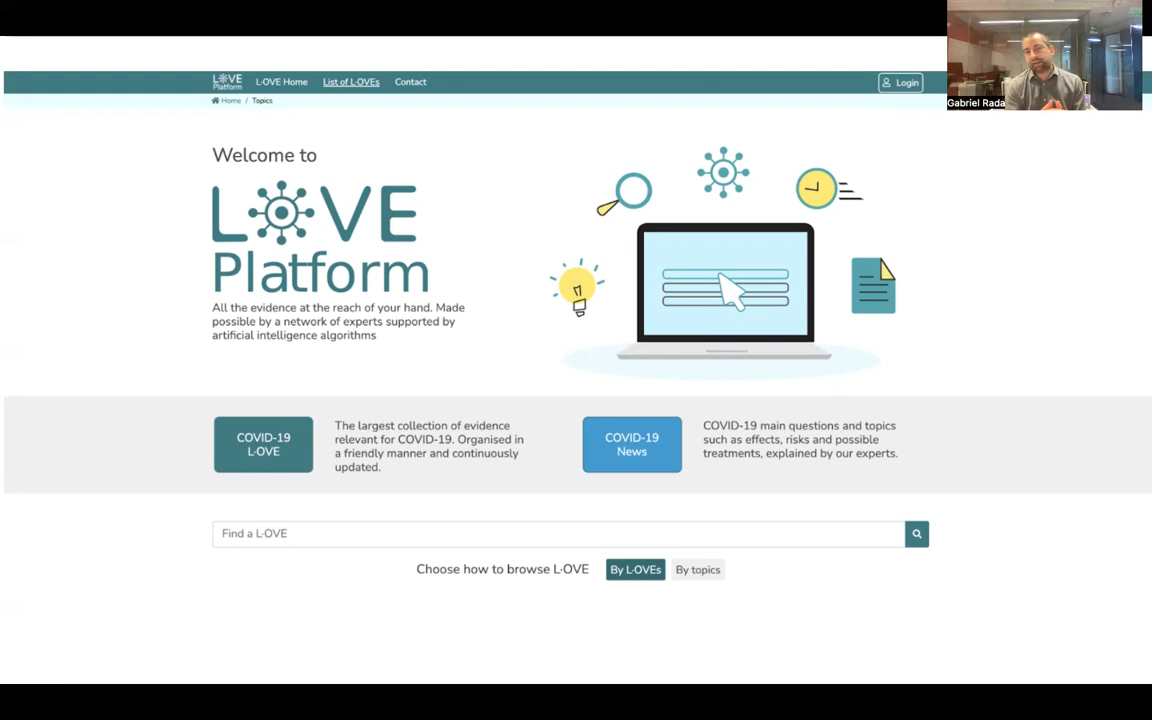 L·OVE
Platform
L·OVE Home
List of L·OVEs
Contact
Login
Home / Topics
Gabriel Rada
Welcome to
L·OVE
Platform
All the evidence at the reach of your hand. Made
possible by a network of experts supported by
artificial intelligence algorithms
COVID-19
L·OVE
The largest collection of evidence
relevant for COVID-19. Organised in
a friendly manner and continuously
updated.
COVID-19
News
COVID-19 main questions and topics
such as effects, risks and possible
treatments, explained by our experts.
Find a L·OVE
Choose how to browse L·OVE
By L·OVEs
By topics